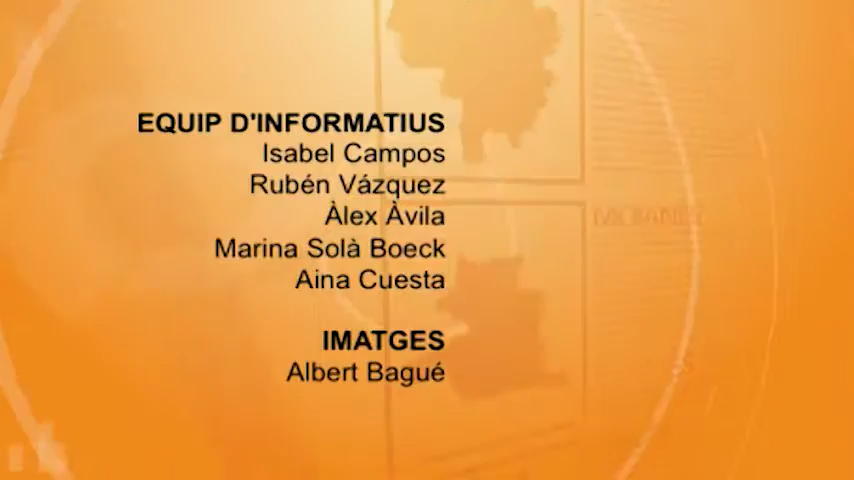 EQUIP D'INFORMATIUS
Isabel Campos
Rubén Vázquez
Àlex Àvila
Marina Solà Boeck
Aina Cuesta
IMATGES
Albert Bagué